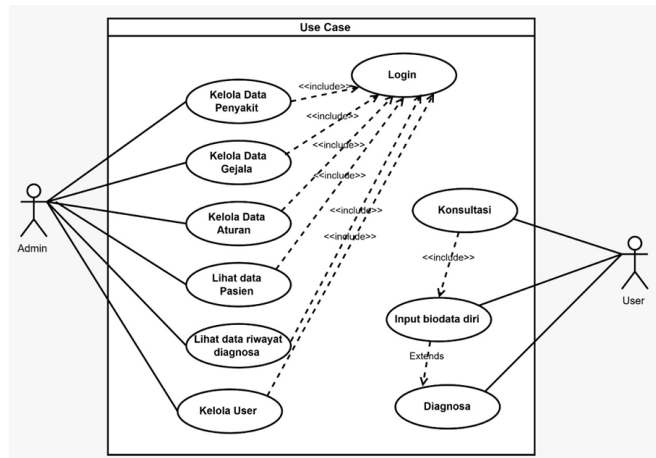 Use Case
Login
Kelola Data
Penyakit
<<include>>
Kelola Data
Gejala
<<include>>
<<include>>
Kelola Data
Aturan
<<include>>
Konsultasi
<<include>>
<<include>>
Admin
Lihat data
Pasien
<<include>>
User
Input biodata diri
Lihat data riwayat
diagnosa
Extends
Kelola User
Diagnosa